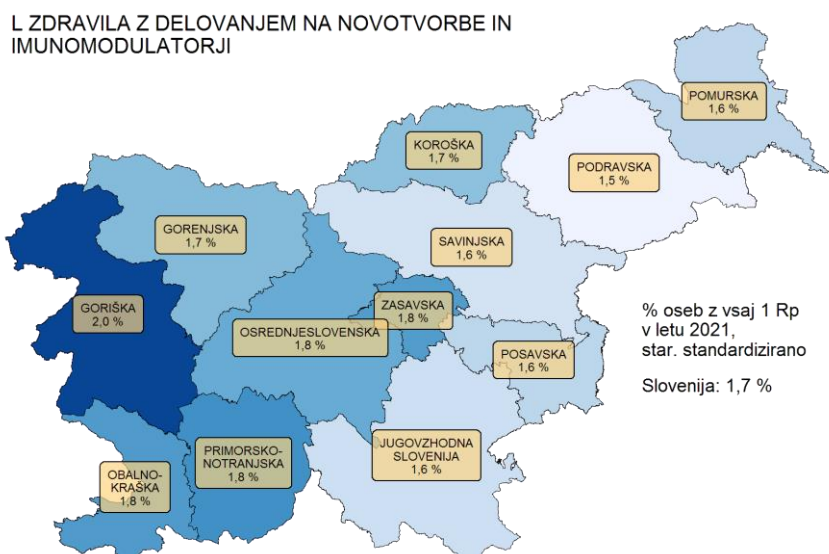 L ZDRAVILA Z DELOVANJEM NA NOVOTVORBE IN
IMUNOMODULATORJI
POMURSKA
1,6 %
KOROŠKA
1,7 %
PODRAVSKA
1,5 %
GORENJSKA
1,7 %
SAVINJSKA
1,6 %
GORIŠKA
2,0 %
ZASAVSKA
1,8 %
OSREDNJESLOVENSKA
1,8 %
POSAVSKA
1,6 %
% oseb z vsaj 1 Rp
v letu 2021,
star. standardizirano
Slovenija: 1,7 %
PRIMORSKO-
NOTRANJSKA
1,8 %
JUGOVZHODNA
SLOVENIJA
1,6 %
OBALNO-
KRAŠKA
1,8 %